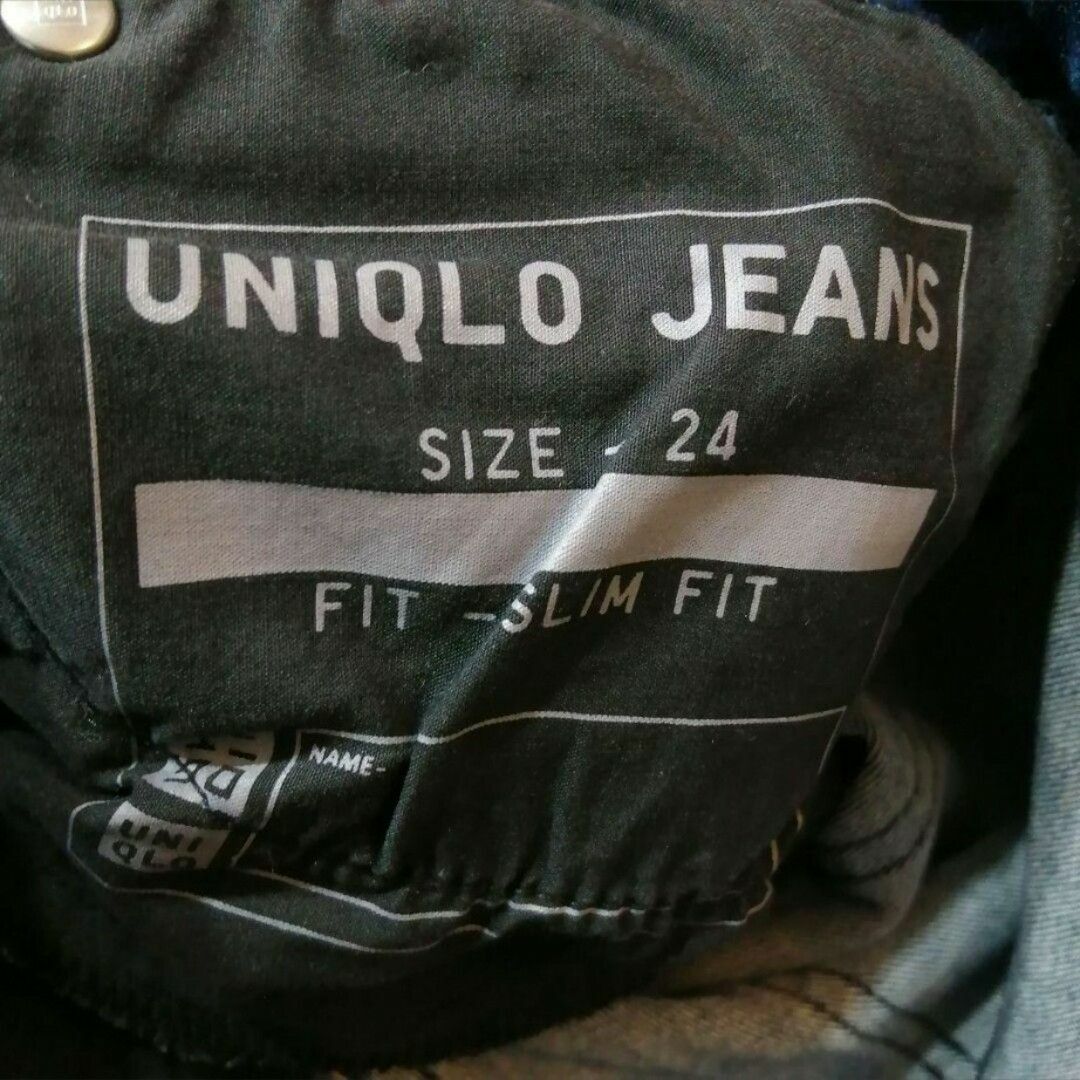 UNIQLO JEANS
SIZE - 24
FIT -SLIM FIT
NAME-
UNI
QLO